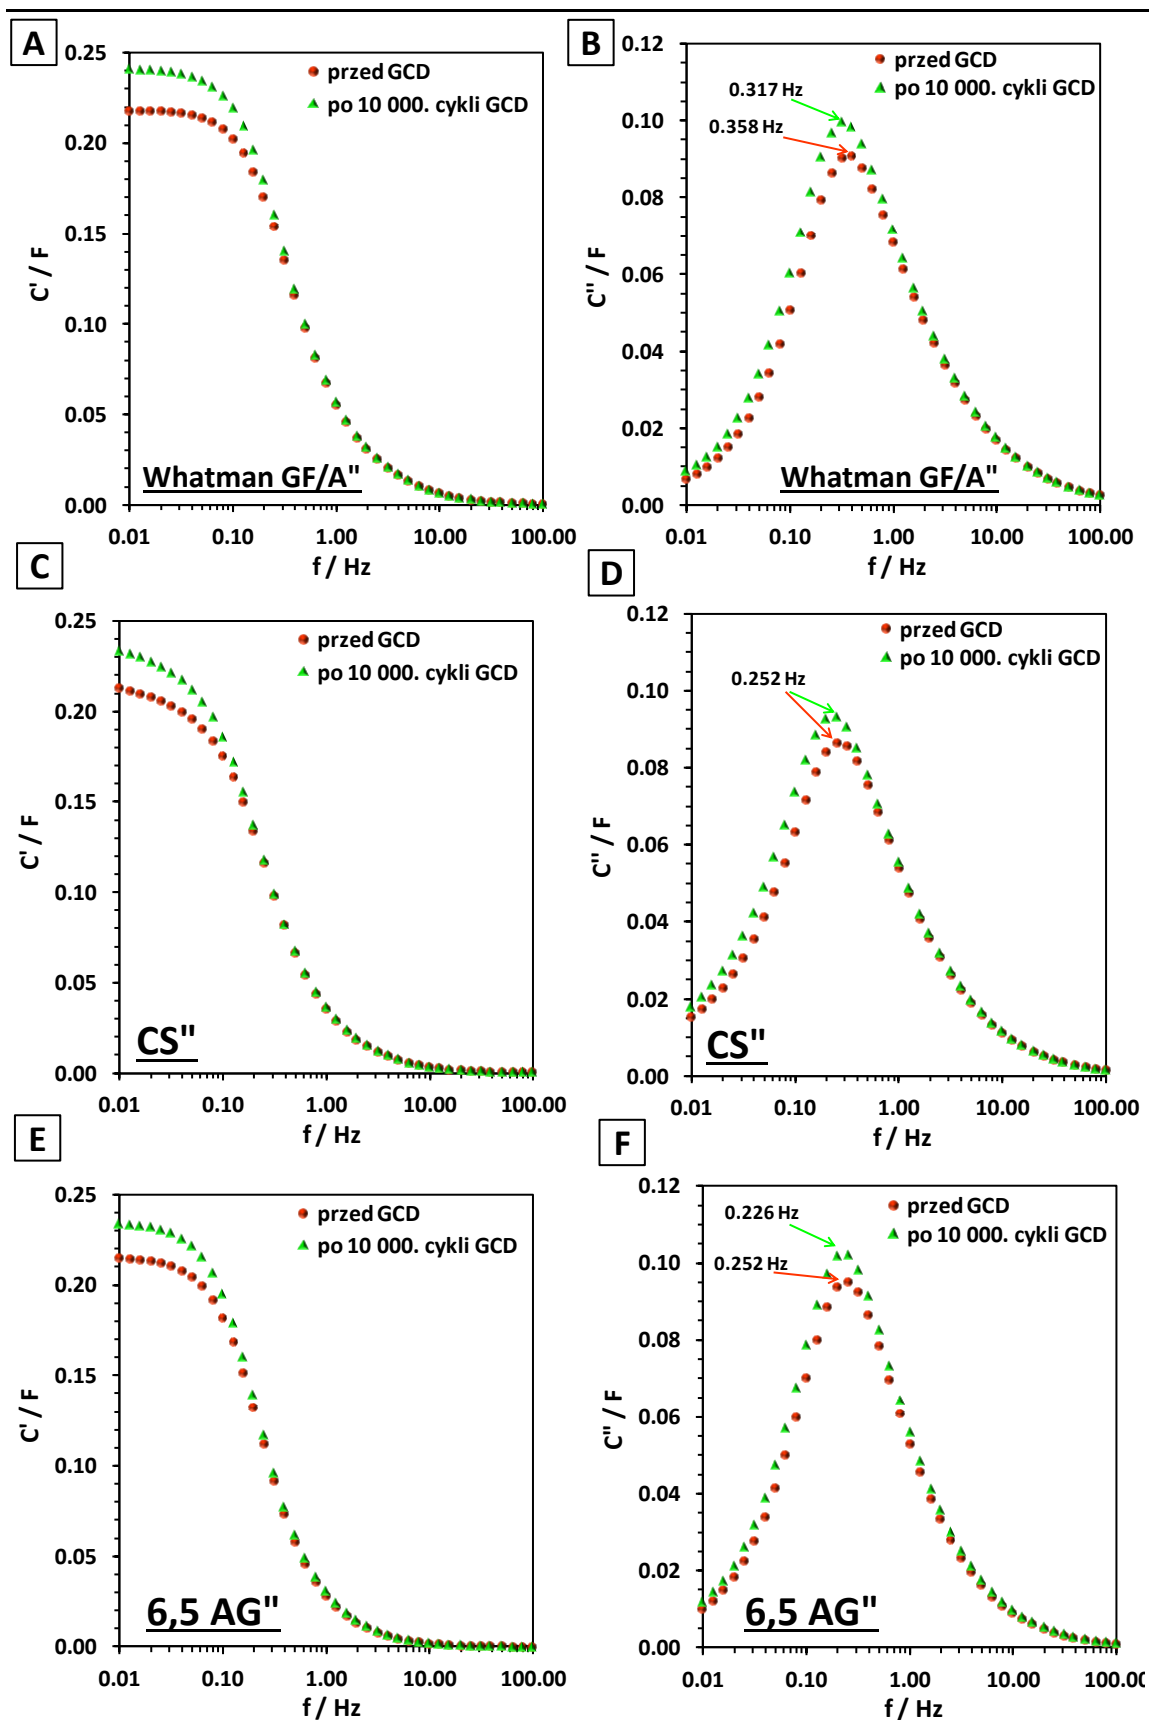 A
0.25
0.20
0.15
0.10
0.05
0.00
C' / F
przed GCD
po 10 000. cykli GCD
Whatman GF/A"
0.01 0.10 1.00 10.00 100.00
f / Hz
B
0.12
0.10
0.08
0.06
0.04
0.02
0.00
C" / F
przed GCD
po 10 000. cykli GCD
0.317 Hz
0.358 Hz
Whatman GF/A"
0.01 0.10 1.00 10.00 100.00
f / Hz
C
0.25
0.20
0.15
0.10
0.05
0.00
C' / F
przed GCD
po 10 000. cykli GCD
CS"
0.01 0.10 1.00 10.00 100.00
f / Hz
D
0.12
0.10
0.08
0.06
0.04
0.02
0.00
C" / F
przed GCD
po 10 000. cykli GCD
0.252 Hz
CS"
0.01 0.10 1.00 10.00 100.00
f / Hz
E
0.25
0.20
0.15
0.10
0.05
0.00
C' / F
przed GCD
po 10 000. cykli GCD
6,5 AG"
0.01 0.10 1.00 10.00 100.00
f / Hz
F
0.12
0.10
0.08
0.06
0.04
0.02
0.00
C" / F
przed GCD
po 10 000. cykli GCD
0.226 Hz
0.252 Hz
6,5 AG"
0.01 0.10 1.00 10.00 100.00
f / Hz